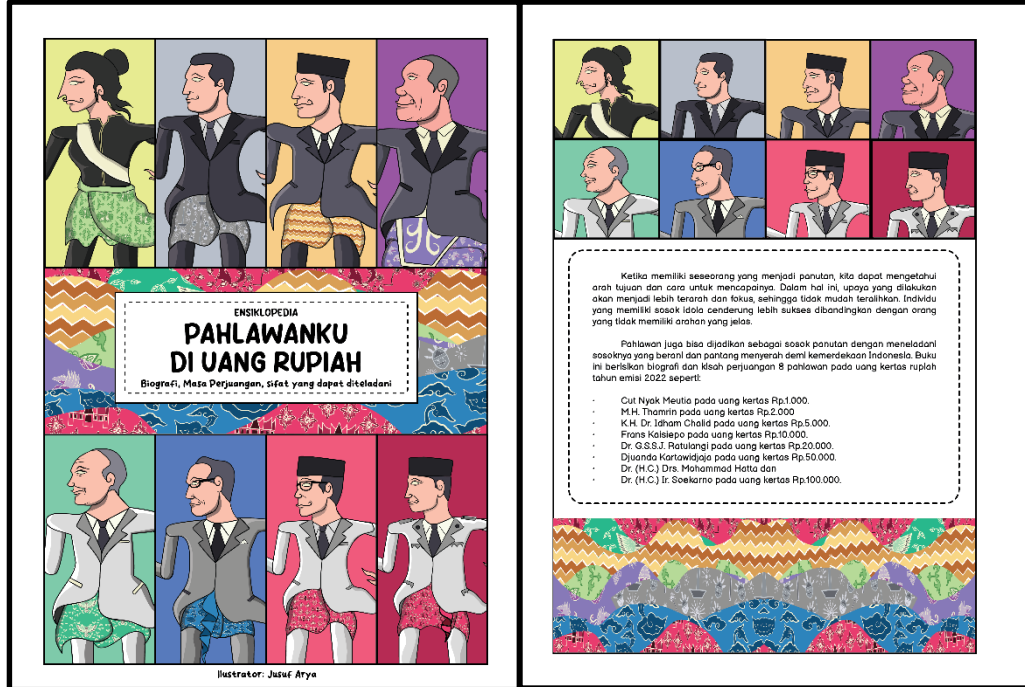 ENSIKLOPEDIA
PAHLAWANKU
DI UANG RUPIAH
Biografi, Masa Perjuangan, sifat yang dapat diteladani
Ilustrator: Jusuf Arya
Ketika memiliki seseorang yang menjadi panutan, kita dapat mengetahui
arah tujuan dan cara untuk mencapainya. Dalam hal ini, upaya yang dilakukan
akan menjadi lebih terarah dan fokus, sehingga tidak mudah teralihkan. Individu
yang memiliki sosok idola cenderung lebih sukses dibandingkan dengan orang
yang tidak memiliki arahan yang jelas.
Pahlawan juga bisa dijadikan sebagai sosok panutan dengan meneladani
sosoknya yang berani dan pantang menyerah demi kemerdekaan Indonesia. Buku
ini berisikan biografi dan kisah perjuangan 8 pahlawan pada uang kertas rupiah
tahun emisi 2022 seperti:
· Cut Nyak Meutia pada uang kertas Rp.1.000.
· M.H. Thamrin pada uang kertas Rp.2.000
· K.H. Dr. Idham Chalid pada uang kertas Rp.5.000.
· Frans Kaisiepo pada uang kertas Rp.10.000.
· Dr. G.S.S.J. Ratulangi pada uang kertas Rp.20.000.
· Djuanda Kartawidjaja pada uang kertas Rp.50.000.
· Dr. (H.C.) Drs. Mohammad Hatta dan
· Dr. (H.C.) Ir. Soekarno pada uang kertas Rp.100.000.